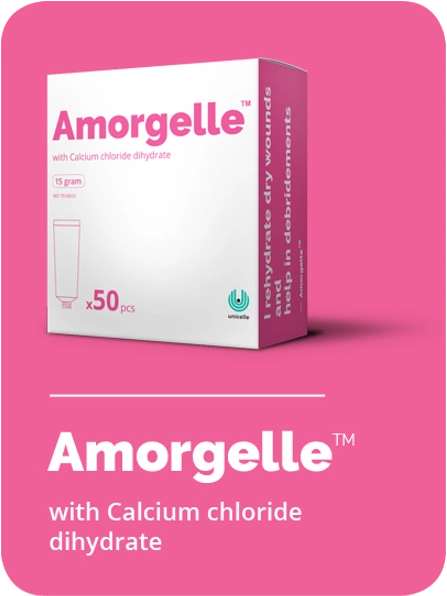 Amorgelle™
with Calcium chloride dihydrate
15 gram
x50 pcs
unicelle
I rehydrate dry wounds
and
help in debridements
— Amorgelle™
Amorgelle™
with Calcium chloride
dihydrate